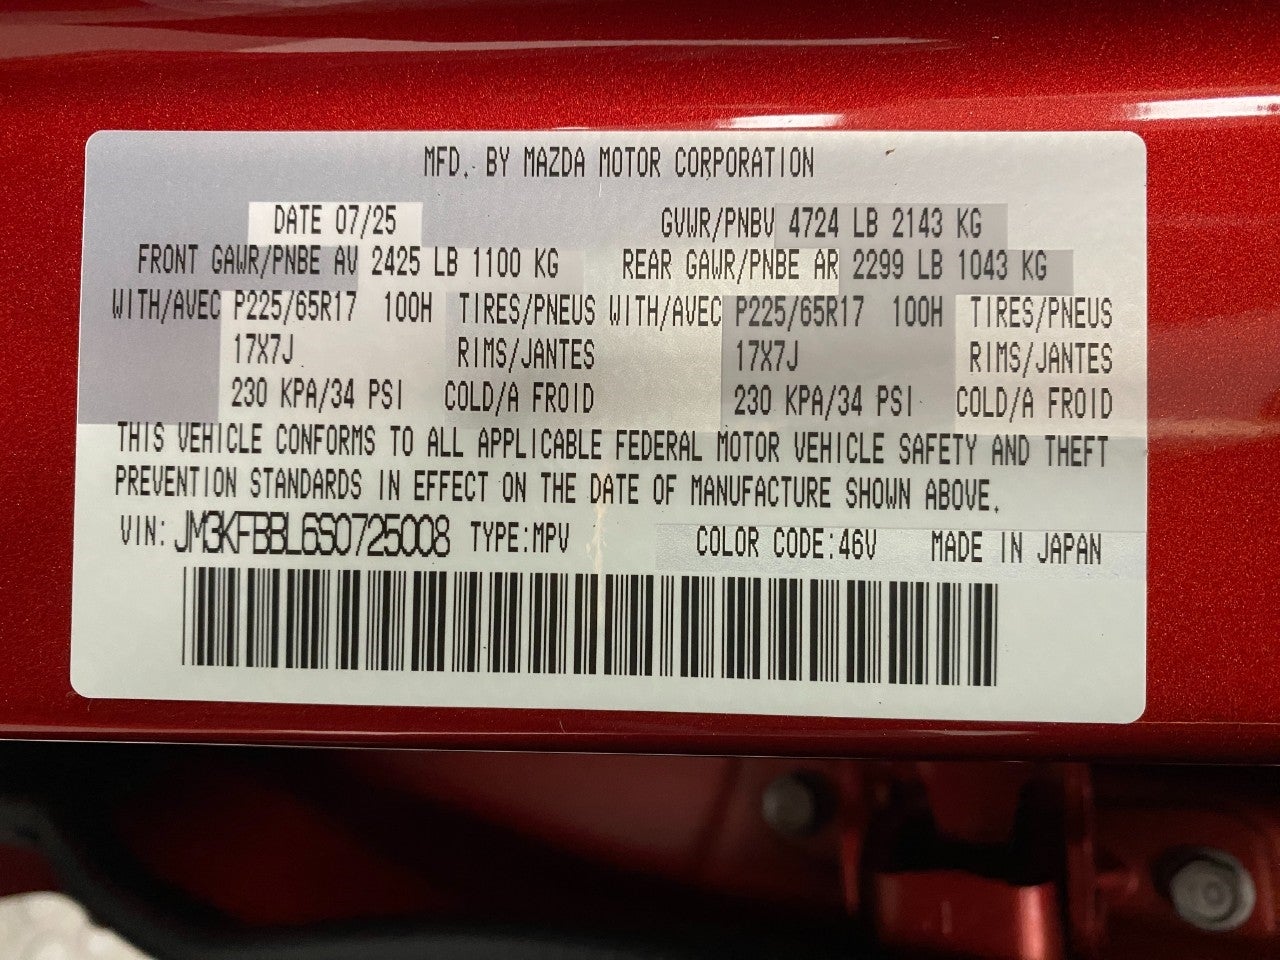 MFD. BY MAZDA MOTOR CORPORATION
DATE 07/25 GVWR/PNBV 4724 LB 2143 KG
FRONT GAWR/PNBE AV 2425 LB 1100 KG REAR GAWR/PNBE AR 2299 LB 1043 KG
WITH/AVEC P225/65R17 100H TIRES/PNEUS WITH/AVEC P225/65R17 100H TIRES/PNEUS
17X7J RIMS/JANTES 17X7J RIMS/JANTES
230 KPA/34 PSI COLD/A FROID 230 KPA/34 PSI COLD/A FROID
THIS VEHICLE CONFORMS TO ALL APPLICABLE FEDERAL MOTOR VEHICLE SAFETY AND THEFT
PREVENTION STANDARDS IN EFFECT ON THE DATE OF MANUFACTURE SHOWN ABOVE.
VIN: JM3KFBBL6S0725008 TYPE:MPV COLOR CODE:46V MADE IN JAPAN